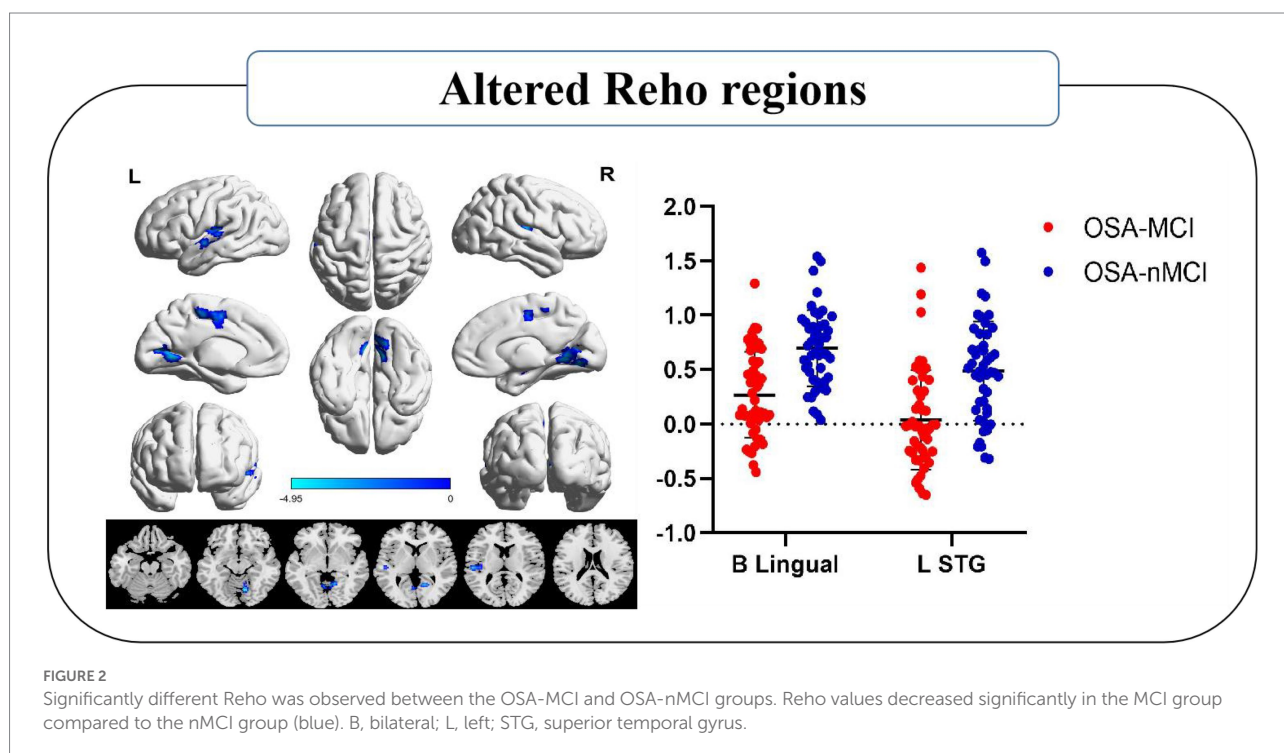 Altered Reho regions
L
R
-4.95
0
2.0
1.5
1.0
0.5
0.0
-0.5
-1.0
B Lingual
L STG
OSA-MCI
OSA-nMCI
FIGURE 2
Significantly different Reho was observed between the OSA-MCI and OSA-nMCI groups. Reho values decreased significantly in the MCI group
compared to the nMCI group (blue). B, bilateral; L, left; STG, superior temporal gyrus.